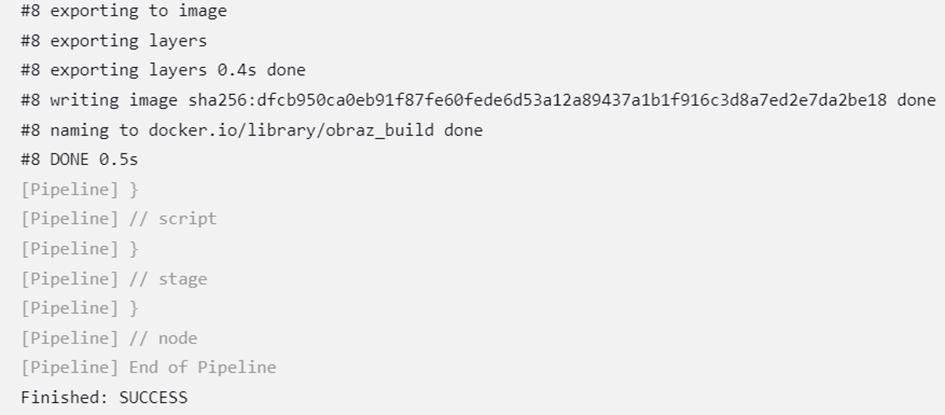 #8 exporting to image
#8 exporting layers
#8 exporting layers 0.4s done
#8 writing image sha256:dfcb950ca0eb91f87fe60fede6d53a12a89437a1b1f916c3d8a7ed2e7da2be18 done
#8 naming to docker.io/library/obraz_build done
#8 DONE 0.5s
[Pipeline] }
[Pipeline] // script
[Pipeline] }
[Pipeline] // stage
[Pipeline] }
[Pipeline] // node
[Pipeline] End of Pipeline
Finished: SUCCESS